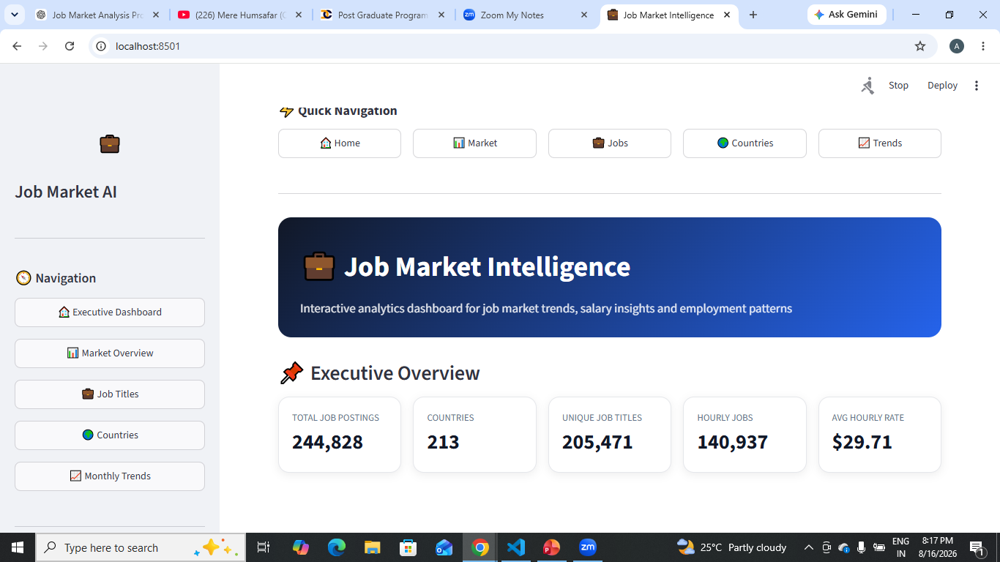 Job Market Analysis Pro
(226) Mere Humsafar (
Post Graduate Program
Zoom My Notes
Job Market Intelligence
Ask Gemini
localhost:8501
A
Stop
Deploy
Quick Navigation
Home
Market
Jobs
Countries
Trends
Job Market AI
Navigation
Executive Dashboard
Market Overview
Job Titles
Countries
Monthly Trends
Job Market Intelligence
Interactive analytics dashboard for job market trends, salary insights and employment patterns
Executive Overview
TOTAL JOB POSTINGS
244,828
COUNTRIES
213
UNIQUE JOB TITLES
205,471
HOURLY JOBS
140,937
AVG HOURLY RATE
$29.71
Type here to search
zm
25°C Partly cloudy
ENG
IN
8:17 PM
8/16/2026
1